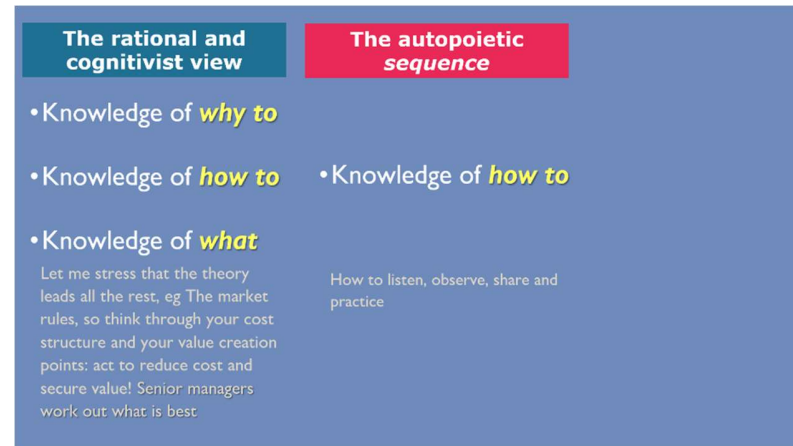 The rational and
cognitivist view
•Knowledge of why to
•Knowledge of how to
•Knowledge of what
Let me stress that the theory
leads all the rest, eg The market
rules, so think through your cost
structure and your value creation
points: act to reduce cost and
secure value! Senior managers
work out what is best
The autopoietic
sequence
•Knowledge of how to
How to listen, observe, share and
practice